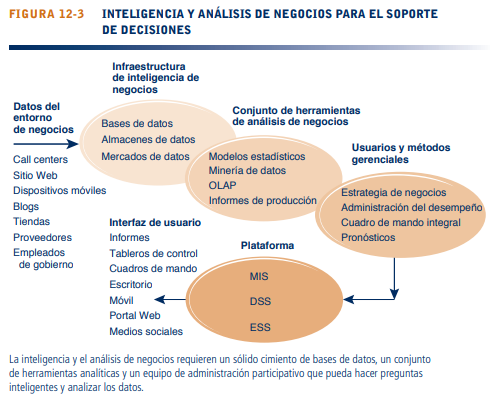 FIGURA 12-3 INTELIGENCIA Y ANÁLISIS DE NEGOCIOS PARA EL SOPORTE
DE DECISIONES
Infraestructura
de inteligencia de
negocios
Datos del
entorno
de negocios
Call centers
Sitio Web
Dispositivos móviles
Blogs
Tiendas
Proveedores
Empleados
de gobierno
Bases de datos
Almacenes de datos
Mercados de datos
Conjunto de herramientas
de análisis de negocios
Modelos estadísticos
Minería de datos
OLAP
Informes de producción
Usuarios y métodos
gerenciales
Estrategia de negocios
Administración del desempeño
Cuadro de mando integral
Pronósticos
Interfaz de usuario
Informes
Tableros de control
Cuadros de mando
Escritorio
Móvil
Portal Web
Medios sociales
Plataforma
MIS
DSS
ESS
La inteligencia y el análisis de negocios requieren un sólido cimiento de bases de datos, un conjunto
de herramientas analíticas y un equipo de administración participativo que pueda hacer preguntas
inteligentes y analizar los datos.